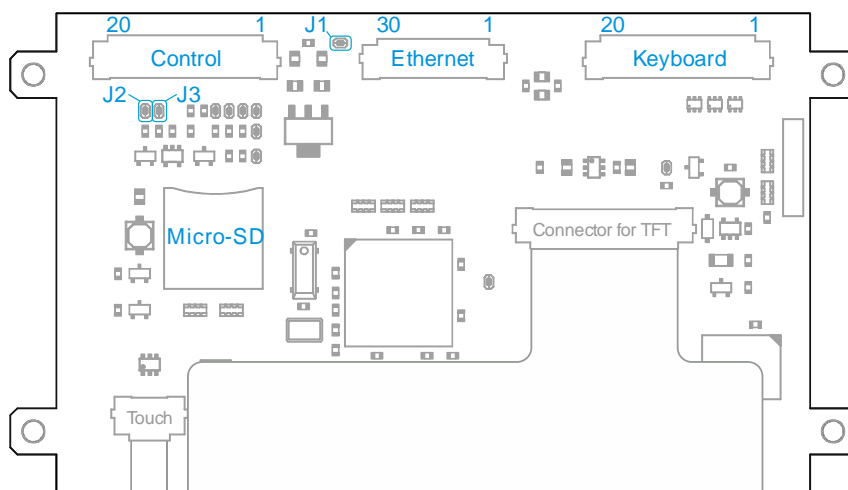 20 1 J1 30 1 20 1
Control Ethernet Keyboard
J2 J3
Micro-SD
Connector for TFT
Touch